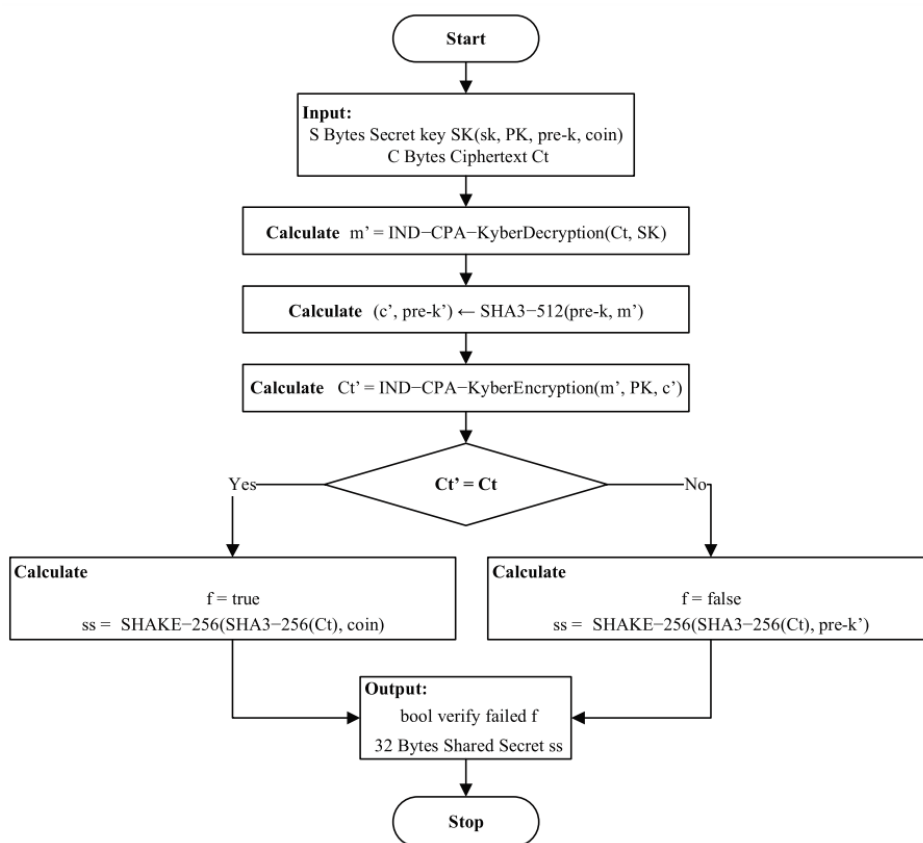 Start
Input:
S Bytes Secret key SK(sk, PK, pre-k, coin)
C Bytes Ciphertext Ct
Calculate m’ = IND−CPA−KyberDecryption(Ct, SK)
Calculate (c’, pre-k’) ← SHA3−512(pre-k, m’)
Calculate Ct’ = IND−CPA−KyberEncryption(m’, PK, c’)
Ct’ = Ct
Yes
No
Calculate
f = true
ss = SHAKE−256(SHA3−256(Ct), coin)
Calculate
f = false
ss = SHAKE−256(SHA3−256(Ct), pre-k’)
Output:
bool verify failed f
32 Bytes Shared Secret ss
Stop